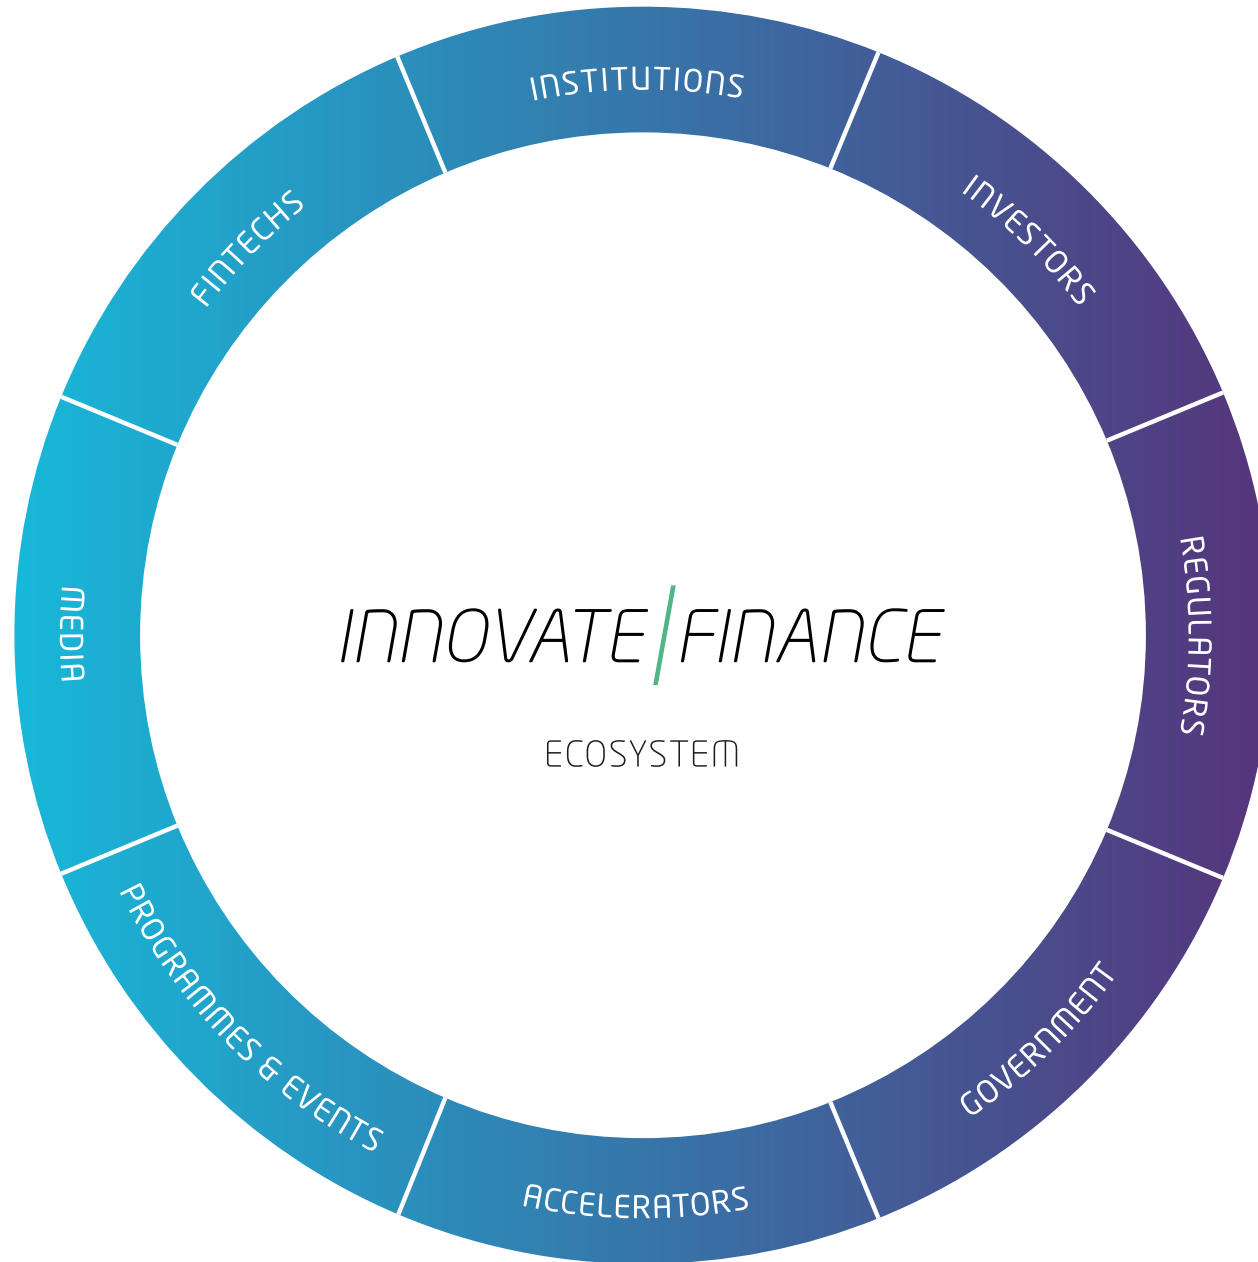 INSTITUTIONS
INVESTORS
REGULATORS
GOVERNMENT
ACCELERATORS
PROGRAMMES & EVENTS
MEDIA
FINTECHS
INNOVATE/FINANCE
ECOSYSTEM